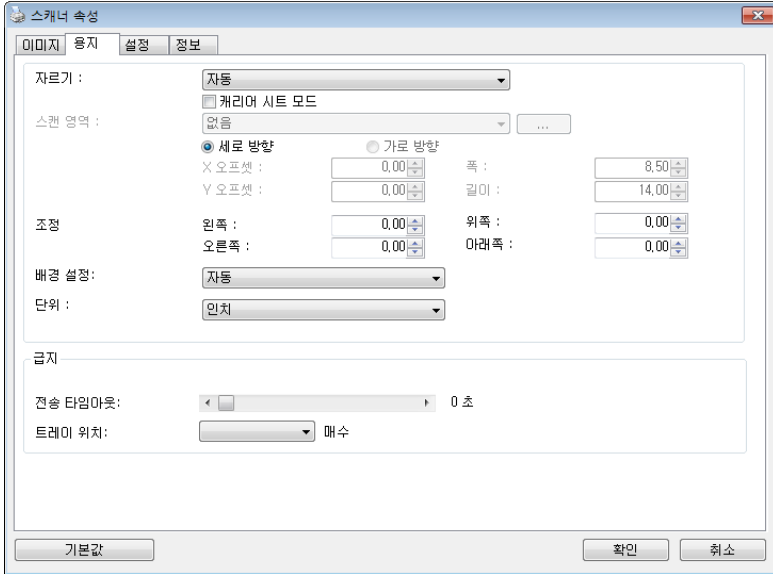 스캐너 속성
이미지 용지 설정 정보
자르기 : 자동
캐리어 시트 모드
스캔 영역 : 없음 ...
세로 방향 가로 방향
X 오프셋 : 0.00 폭 : 8.50
Y 오프셋 : 0.00 길이 : 14.00
조정 왼쪽 : 0.00 위쪽 : 0.00
오른쪽 : 0.00 아래쪽 : 0.00
배경 설정: 자동
단위 : 인치
급지
전송 타임아웃: 0 초
트레이 위치: 매수
기본값 확인 취소